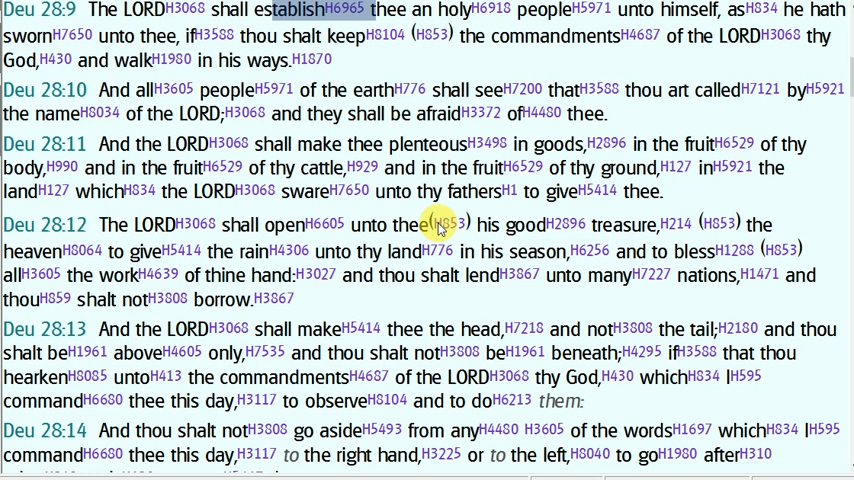 Deu 28:9 The LORDH3068 shall establishH6965 thee an holyH6918 peopleH5971 unto himself, asH834 he hath
swornH7650 unto thee, ifH3588 thou shalt keepH8104 (H853) the commandmentsH4687 of the LORDH3068 thy
God,H430 and walkH1980 in his ways.H1870
Deu 28:10 And allH3605 peopleH5971 of the earthH776 shall seeH7200 thatH3588 thou art calledH7121 byH5921
the nameH8034 of the LORD;H3068 and they shall be afraidH3372 ofH4480 thee.
Deu 28:11 And the LORDH3068 shall make thee plenteousH3498 in goods,H2896 in the fruitH6529 of thy
body,H990 and in the fruitH6529 of thy cattle,H929 and in the fruitH6529 of thy ground,H127 inH5921 the
landH127 whichH834 the LORDH3068 swareH7650 unto thy fathersH1 to giveH5414 thee.
Deu 28:12 The LORDH3068 shall openH6605 unto thee(H853) his goodH2896 treasure,H214 (H853) the
heavenH8064 to giveH5414 the rainH4306 unto thy landH776 in his season,H6256 and to blessH1288 (H853)
allH3605 the workH4639 of thine hand:H3027 and thou shalt lendH3867 unto manyH7227 nations,H1471 and
thouH859 shalt notH3808 borrow.H3867
Deu 28:13 And the LORDH3068 shall makeH5414 thee the head,H7218 and notH3808 the tail;H2180 and thou
shalt beH1961 aboveH4605 only,H7535 and thou shalt notH3808 beH1961 beneath;H4295 ifH3588 that thou
hearkenH8085 untoH413 the commandmentsH4687 of the LORDH3068 thy God,H430 whichH834 IH595
commandH6680 thee this day,H3117 to observeH8104 and to doH6213 them:
Deu 28:14 And thou shalt notH3808 go asideH5493 from anyH4480 H3605 of the wordsH1697 whichH834 IH595
commandH6680 thee this day,H3117 to the right hand,H3225 or to the left,H8040 to goH1980 afterH310